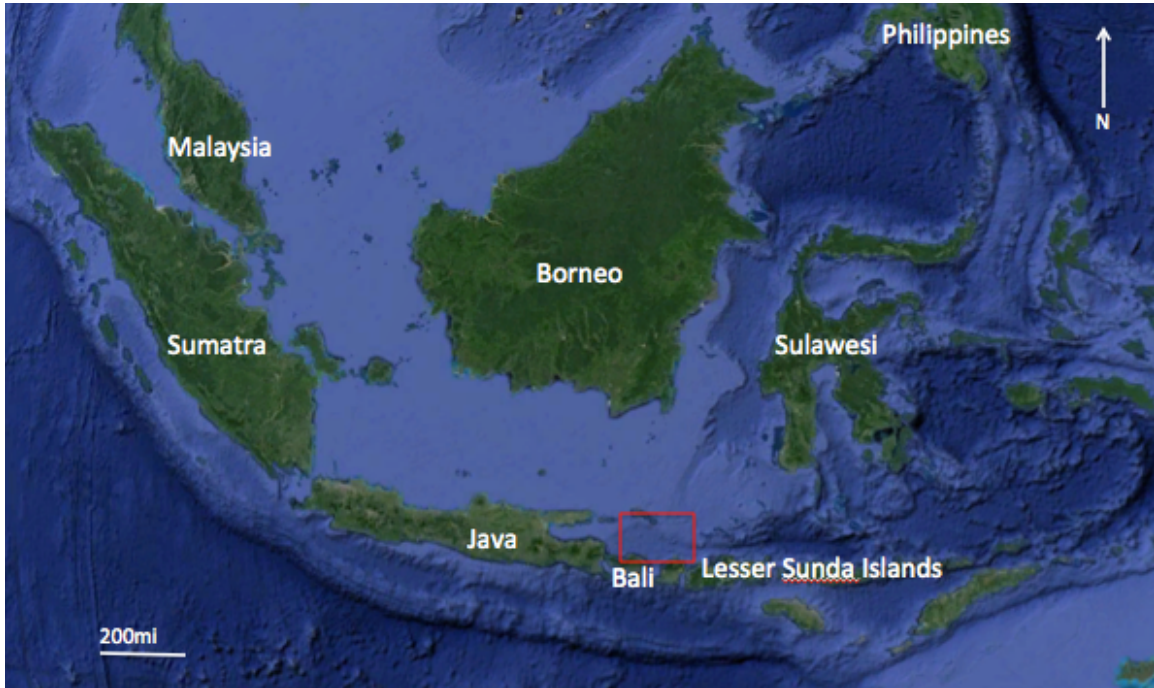 Philippines
N
Malaysia
Borneo
Sumatra
Sulawesi
Java
Lesser Sunda Islands
Bali
200mi